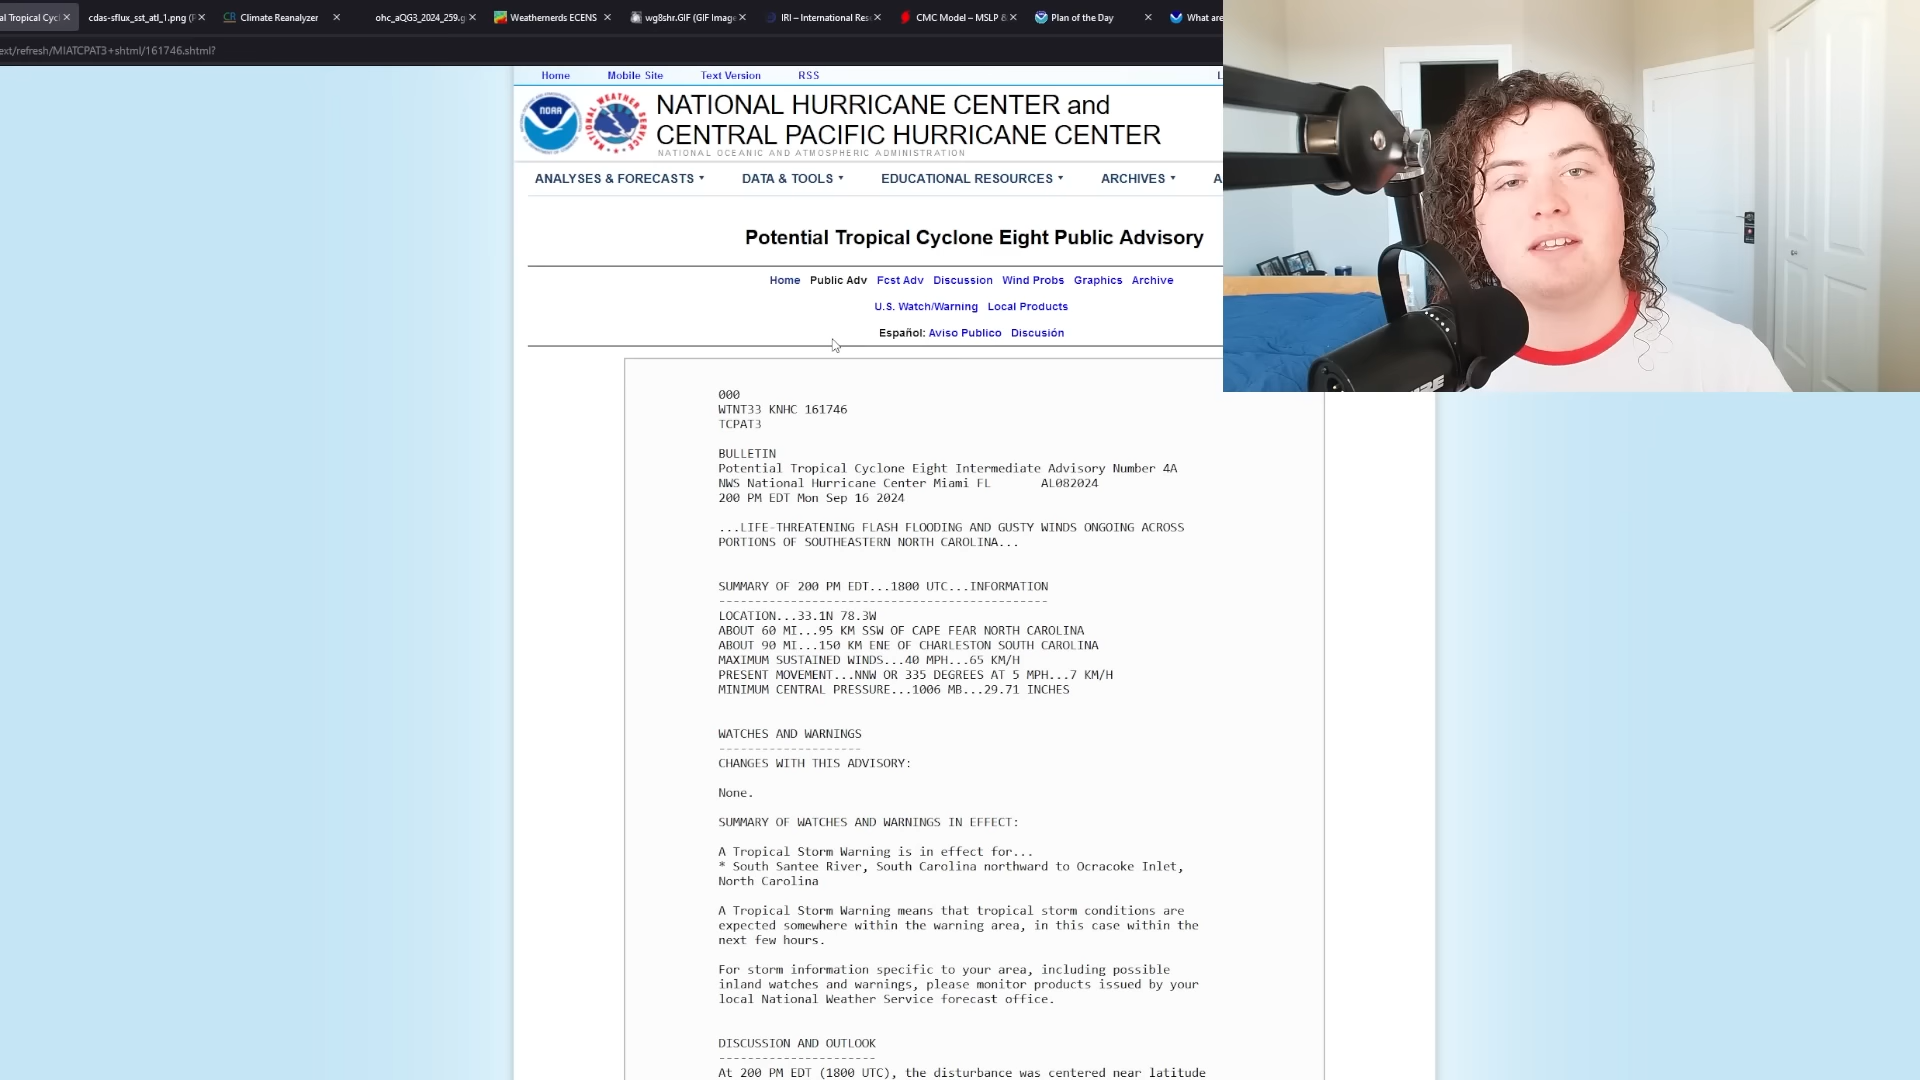 al Tropical Cycl
cdas-sflux_sst_atl_1.png (P
CR Climate Reanalyzer
ohc_aQG3_2024_259.g
Weathernerds ECENS
wg8shr.GIF (GIF Image
IRI – International Res
CMC Model – MSLP &
Plan of the Day
What are
ext/refresh/MIATCPAT3+shtml/161746.shtml?
Home Mobile Site Text Version RSS L
NOAA
NATIONAL HURRICANE CENTER and
CENTRAL PACIFIC HURRICANE CENTER
NATIONAL OCEANIC AND ATMOSPHERIC ADMINISTRATION
ANALYSES & FORECASTS DATA & TOOLS EDUCATIONAL RESOURCES ARCHIVES A
Potential Tropical Cyclone Eight Public Advisory
Home Public Adv Fcst Adv Discussion Wind Probs Graphics Archive
U.S. Watch/Warning Local Products
Español: Aviso Publico Discusión
000
WTNT33 KNHC 161746
TCPAT3
BULLETIN
Potential Tropical Cyclone Eight Intermediate Advisory Number 4A
NWS National Hurricane Center Miami FL AL082024
200 PM EDT Mon Sep 16 2024
...LIFE-THREATENING FLASH FLOODING AND GUSTY WINDS ONGOING ACROSS
PORTIONS OF SOUTHEASTERN NORTH CAROLINA...
SUMMARY OF 200 PM EDT...1800 UTC...INFORMATION
----------------------------------------------
LOCATION...33.1N 78.3W
ABOUT 60 MI...95 KM SSW OF CAPE FEAR NORTH CAROLINA
ABOUT 90 MI...150 KM ENE OF CHARLESTON SOUTH CAROLINA
MAXIMUM SUSTAINED WINDS...40 MPH...65 KM/H
PRESENT MOVEMENT...NNW OR 335 DEGREES AT 5 MPH...7 KM/H
MINIMUM CENTRAL PRESSURE...1006 MB...29.71 INCHES
WATCHES AND WARNINGS
--------------------
CHANGES WITH THIS ADVISORY:
None.
SUMMARY OF WATCHES AND WARNINGS IN EFFECT:
A Tropical Storm Warning is in effect for...
* South Santee River, South Carolina northward to Ocracoke Inlet,
North Carolina
A Tropical Storm Warning means that tropical storm conditions are
expected somewhere within the warning area, in this case within the
next few hours.
For storm information specific to your area, including possible
inland watches and warnings, please monitor products issued by your
local National Weather Service forecast office.
DISCUSSION AND OUTLOOK
----------------------
At 200 PM EDT (1800 UTC), the disturbance was centered near latitude